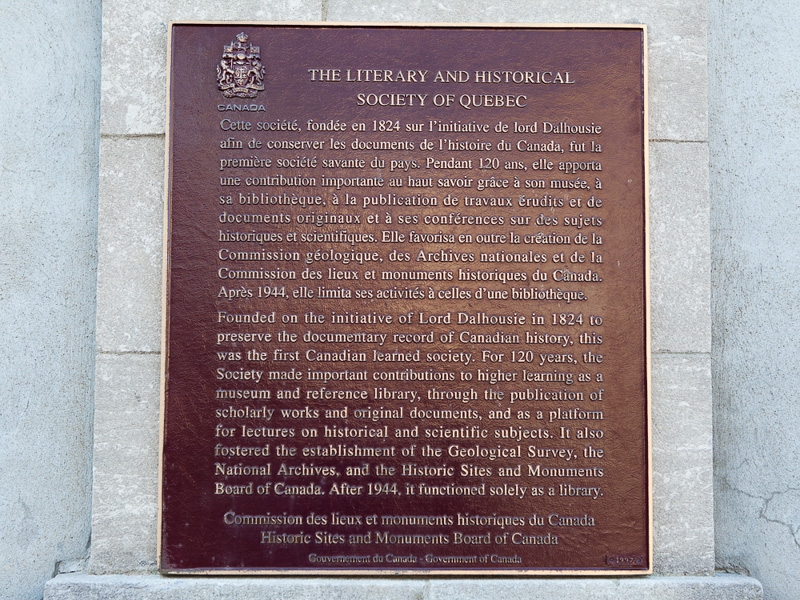 CANADA
THE LITERARY AND HISTORICAL
SOCIETY OF QUEBEC
Cette société, fondée en 1824 sur l'initiative de lord Dalhousie
afin de conserver les documents de l'histoire du Canada, fut la
première société savante du pays. Pendant 120 ans, elle apporta
une contribution importante au haut savoir grâce à son musée, à
sa bibliothèque, à la publication de travaux érudits et de
documents originaux et à ses conférences sur des sujets
historiques et scientifiques. Elle favorisa en outre la création de la
Commission géologique, des Archives nationales et de la
Commission des lieux et monuments historiques du Canada.
Après 1944, elle limita ses activités à celles d'une bibliothèque.
Founded on the initiative of Lord Dalhousie in 1824 to
preserve the documentary record of Canadian history, this
was the first Canadian learned society. For 120 years, the
Society made important contributions to higher learning as a
museum and reference library, through the publication of
scholarly works and original documents, and as a platform
for lectures on historical and scientific subjects. It also
fostered the establishment of the Geological Survey, the
National Archives, and the Historic Sites and Monuments
Board of Canada. After 1944, it functioned solely as a library.
Commission des lieux et monuments historiques du Canada
Historic Sites and Monuments Board of Canada
Gouvernement du Canada - Government of Canada